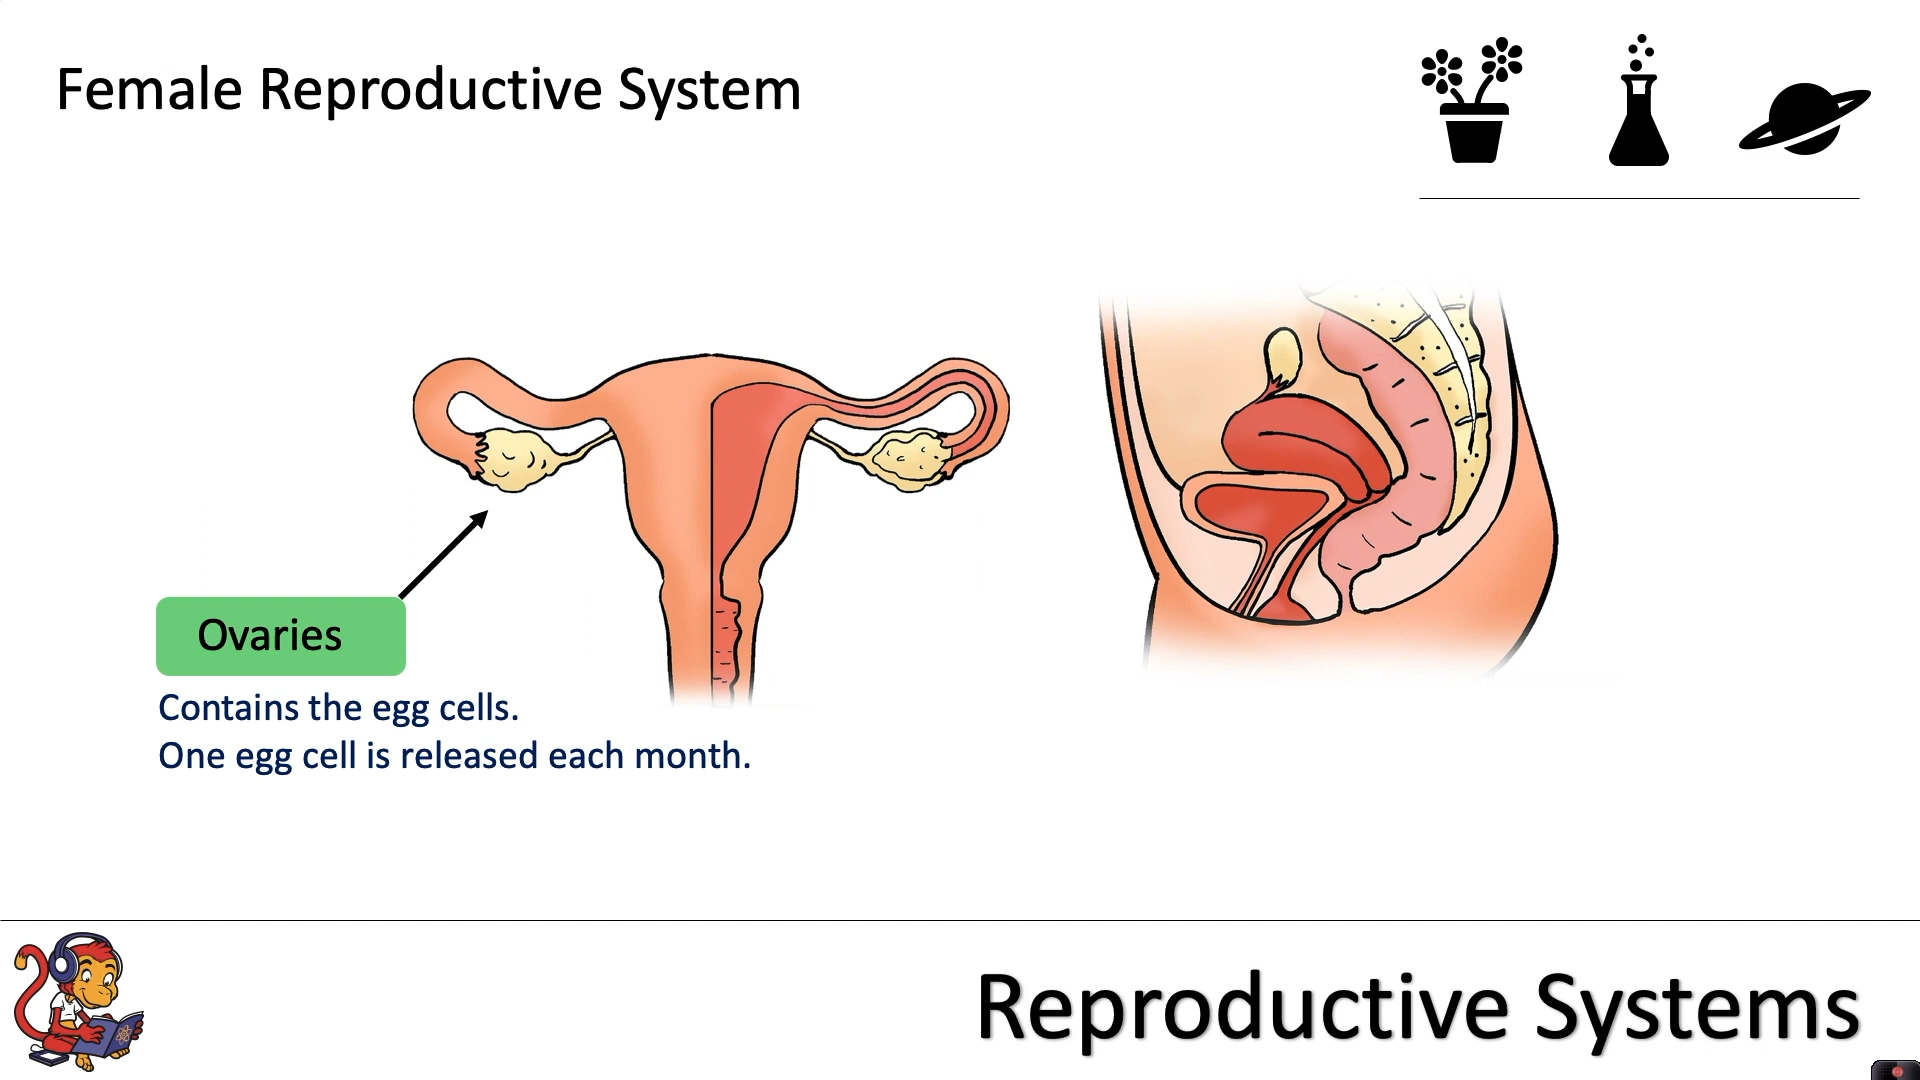 Female Reproductive System
Ovaries
Contains the egg cells.
One egg cell is released each month.
Reproductive Systems